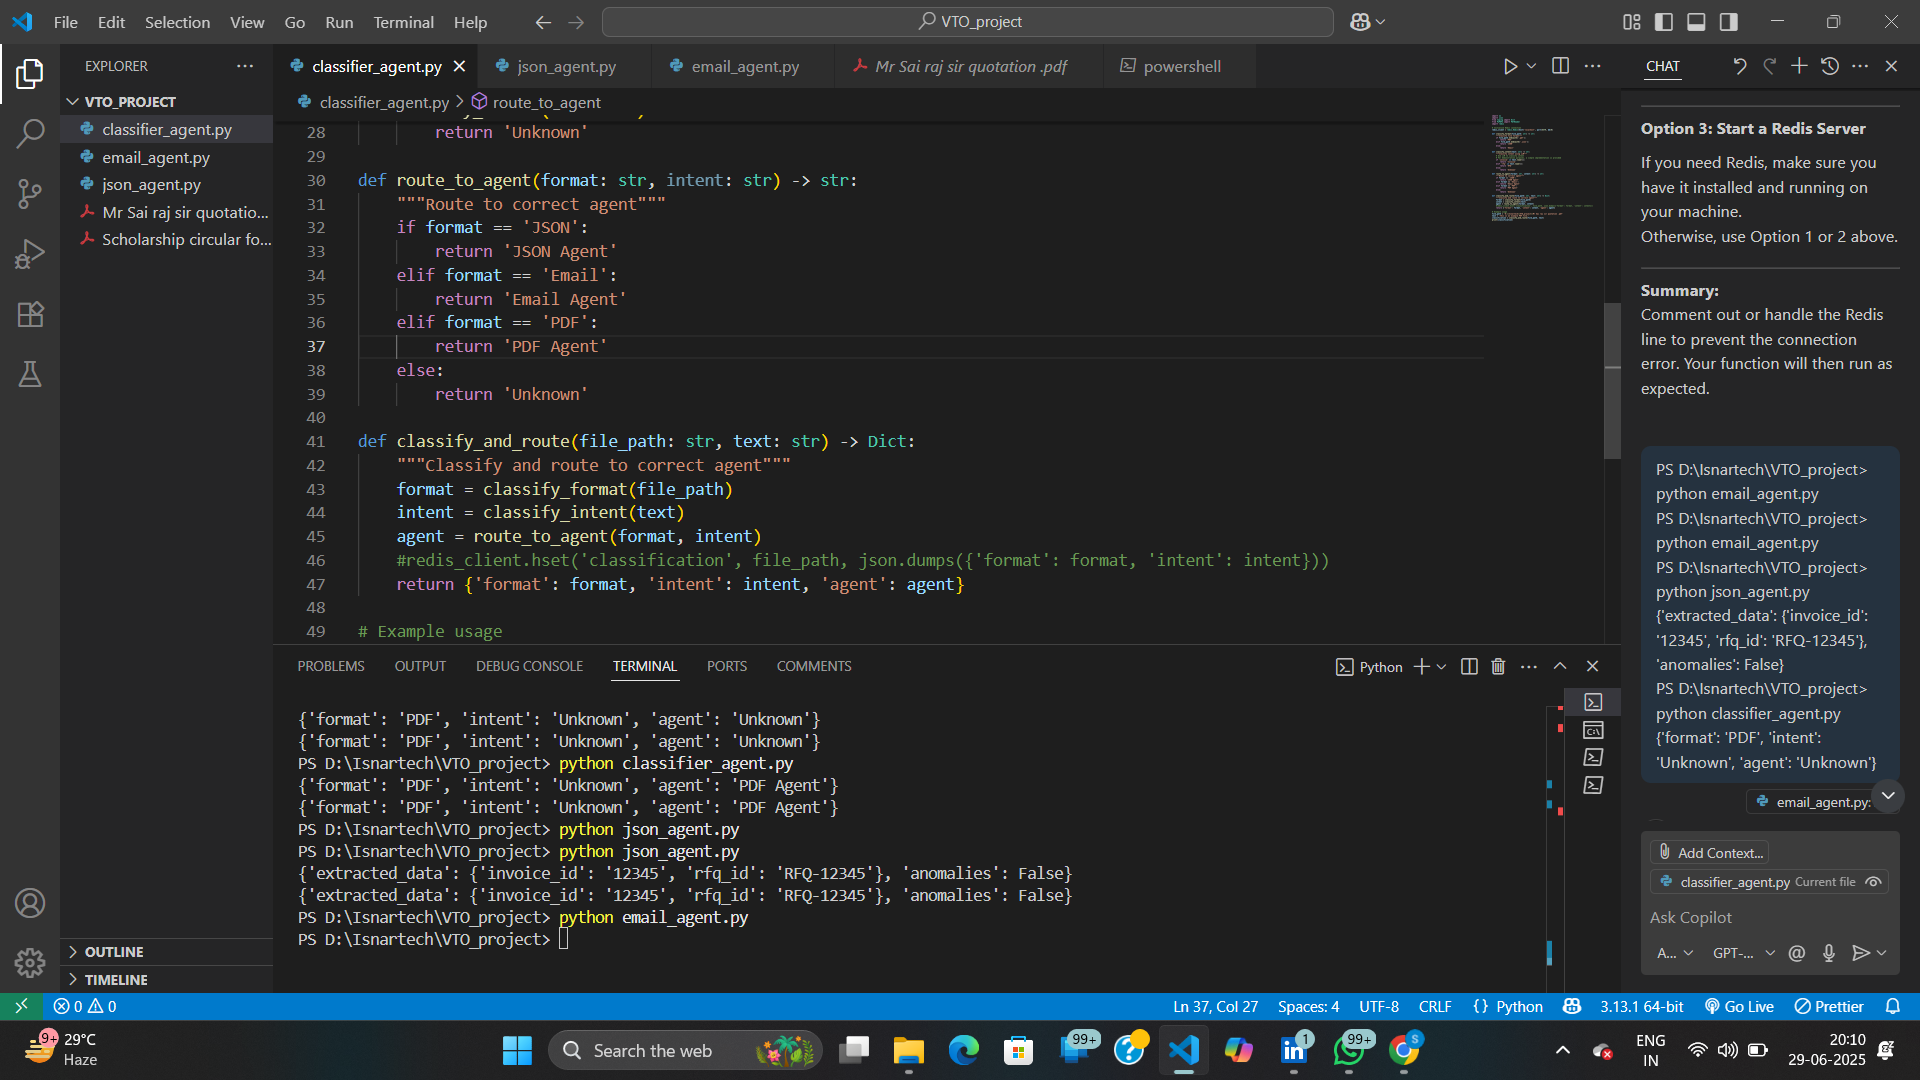 File Edit Selection View Go Run Terminal Help
VTO_project
EXPLORER
VTO_PROJECT
classifier_agent.py
email_agent.py
json_agent.py
Mr Sai raj sir quotatio...
Scholarship circular fo...
OUTLINE
TIMELINE
classifier_agent.py json_agent.py email_agent.py Mr Sai raj sir quotation .pdf powershell
classifier_agent.py > route_to_agent
28 return 'Unknown'
29
30 def route_to_agent(format: str, intent: str) -> str:
31 """Route to correct agent"""
32 if format == 'JSON':
33 return 'JSON Agent'
34 elif format == 'Email':
35 return 'Email Agent'
36 elif format == 'PDF':
37 return 'PDF Agent'
38 else:
39 return 'Unknown'
40
41 def classify_and_route(file_path: str, text: str) -> Dict:
42 """Classify and route to correct agent"""
43 format = classify_format(file_path)
44 intent = classify_intent(text)
45 agent = route_to_agent(format, intent)
46 #redis_client.hset('classification', file_path, json.dumps({'format': format, 'intent': intent}))
47 return {'format': format, 'intent': intent, 'agent': agent}
48
49 # Example usage
PROBLEMS OUTPUT DEBUG CONSOLE TERMINAL PORTS COMMENTS
Python
{'format': 'PDF', 'intent': 'Unknown', 'agent': 'Unknown'}
{'format': 'PDF', 'intent': 'Unknown', 'agent': 'Unknown'}
PS D:\Isnartech\VTO_project> python classifier_agent.py
{'format': 'PDF', 'intent': 'Unknown', 'agent': 'PDF Agent'}
{'format': 'PDF', 'intent': 'Unknown', 'agent': 'PDF Agent'}
PS D:\Isnartech\VTO_project> python json_agent.py
PS D:\Isnartech\VTO_project> python json_agent.py
{'extracted_data': {'invoice_id': '12345', 'rfq_id': 'RFQ-12345'}, 'anomalies': False}
{'extracted_data': {'invoice_id': '12345', 'rfq_id': 'RFQ-12345'}, 'anomalies': False}
PS D:\Isnartech\VTO_project> python email_agent.py
PS D:\Isnartech\VTO_project>
CHAT
Option 3: Start a Redis Server
If you need Redis, make sure you
have it installed and running on
your machine.
Otherwise, use Option 1 or 2 above.
Summary:
Comment out or handle the Redis
line to prevent the connection
error. Your function will then run as
expected.
PS D:\Isnartech\VTO_project>
python email_agent.py
PS D:\Isnartech\VTO_project>
python email_agent.py
PS D:\Isnartech\VTO_project>
python json_agent.py
{'extracted_data': {'invoice_id':
'12345', 'rfq_id': 'RFQ-12345'},
'anomalies': False}
PS D:\Isnartech\VTO_project>
python classifier_agent.py
{'format': 'PDF', 'intent':
'Unknown', 'agent': 'Unknown'}
email_agent.py:
Add Context...
classifier_agent.py Current file
Ask Copilot
A... GPT-...
0 0
Ln 37, Col 27 Spaces: 4 UTF-8 CRLF {} Python 3.13.1 64-bit Go Live Prettier
9+ 29°C
Haze
Search the web
99+ 1 99+ S
ENG
IN
20:10
29-06-2025